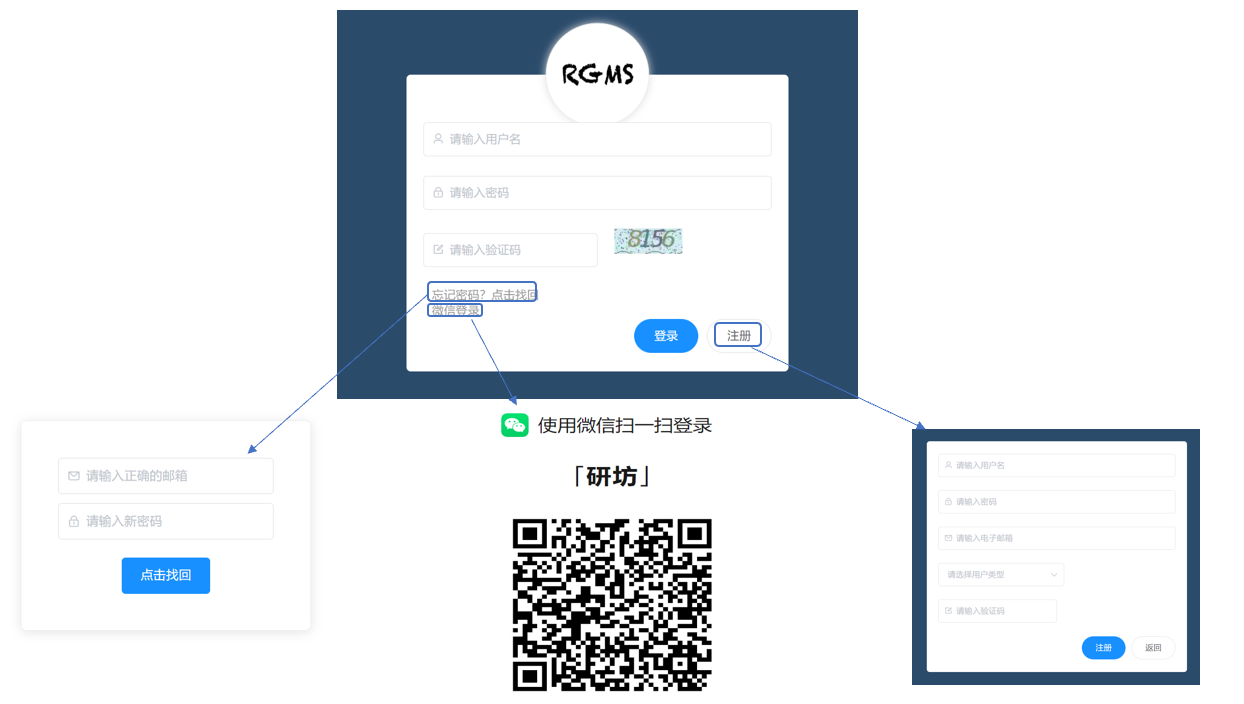 RGMS
请输入用户名
请输入密码
请输入验证码
8156
忘记密码？点击找回
微信登录
登录
注册
请输入正确的邮箱
请输入新密码
点击找回
使用微信扫一扫登录
「研坊」
请输入用户名
请输入密码
请输入电子邮箱
请选择用户类型
请输入验证码
注册
返回